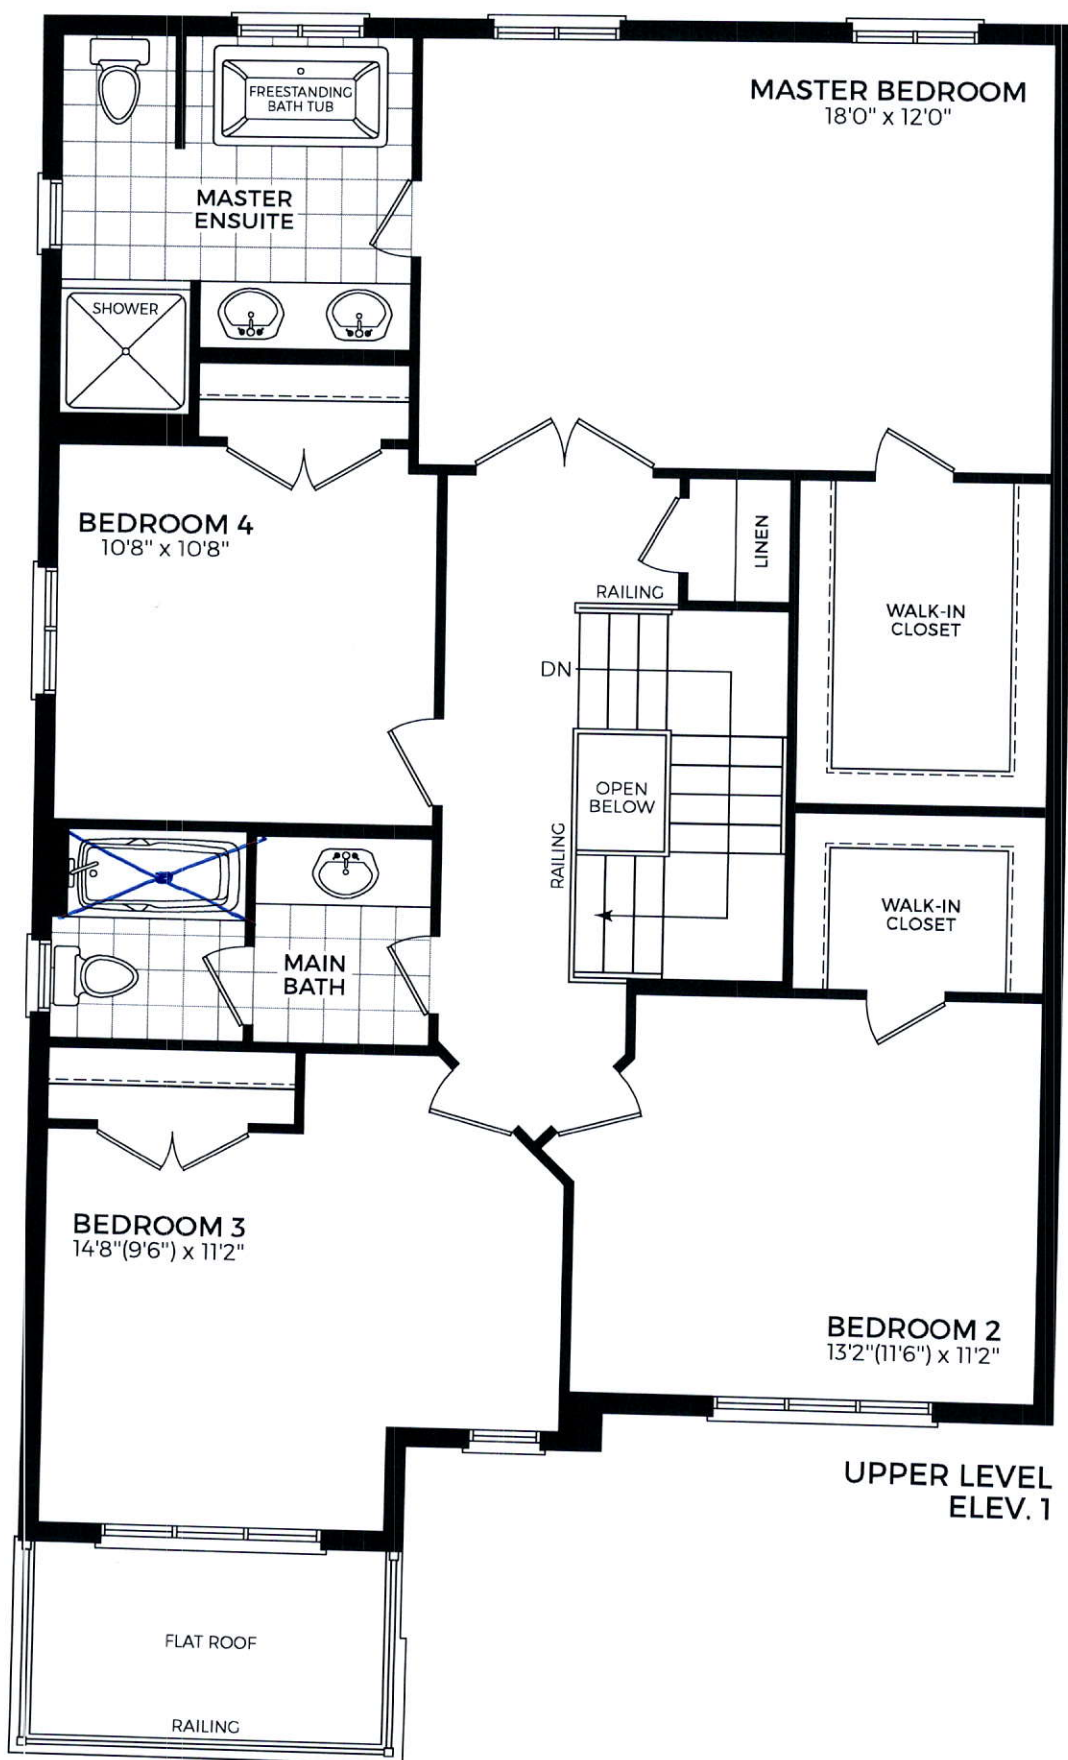 FREESTANDING
BATH TUB
MASTER BEDROOM
18'0" x 12'0"
MASTER
ENSUITE
SHOWER
BEDROOM 4
10'8" x 10'8"
LINEN
RAILING
WALK-IN
CLOSET
DN
OPEN
BELOW
RAILING
WALK-IN
CLOSET
MAIN
BATH
BEDROOM 3
14'8"(9'6") x 11'2"
BEDROOM 2
13'2"(11'6") x 11'2"
UPPER LEVEL
ELEV. 1
FLAT ROOF
RAILING